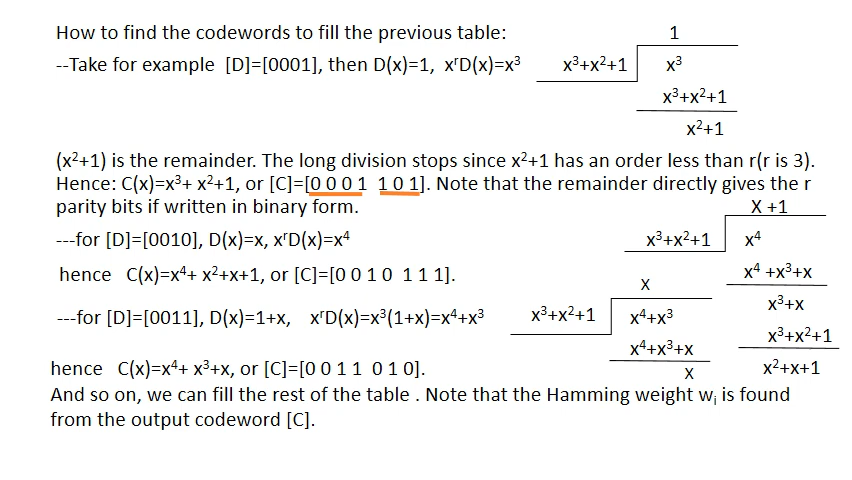 How to find the codewords to fill the previous table:
--Take for example [D]=[0001], then D(x)=1, xʳD(x)=x³
1
x³+x²+1
x³
x³+x²+1
x²+1
(x²+1) is the remainder. The long division stops since x²+1 has an order less than r(r is 3).
Hence: C(x)=x³+ x²+1, or [C]=[0 0 0 1 1 0 1]. Note that the remainder directly gives the r
parity bits if written in binary form.
---for [D]=[0010], D(x)=x, xʳD(x)=x⁴
hence C(x)=x⁴+ x²+x+1, or [C]=[0 0 1 0 1 1 1].
X +1
x³+x²+1
x⁴
x⁴ +x³+x
x³+x
x³+x²+1
x²+x+1
---for [D]=[0011], D(x)=1+x, xʳD(x)=x³(1+x)=x⁴+x³
X
x³+x²+1
x⁴+x³
x⁴+x³+x
x
hence C(x)=x⁴+ x³+x, or [C]=[0 0 1 1 0 1 0].
And so on, we can fill the rest of the table . Note that the Hamming weight wᵢ is found
from the output codeword [C].